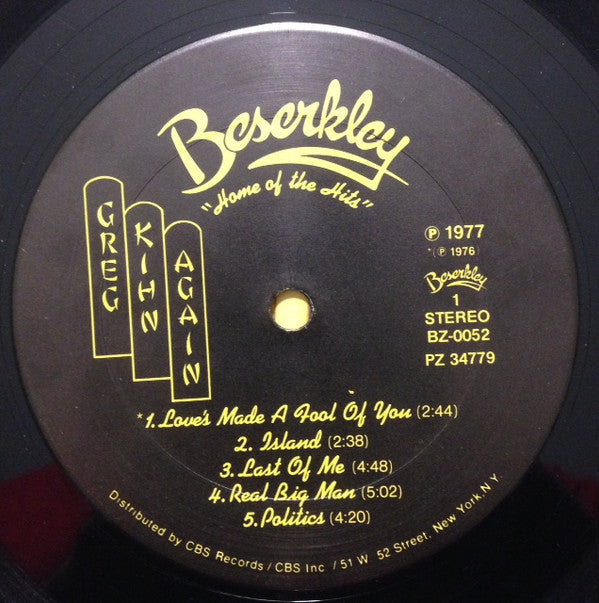 Beserkley
"Home of the Hits"
GREG
KIHN
AGAIN
℗ 1977
*(℗ 1976)
Beserkley
1
STEREO
BZ-0052
PZ 34779
*1. Love's Made A Fool Of You (2:44)
2. Island (2:38)
3. Last Of Me (4:48)
4. Real Big Man (5:02)
5. Politics (4:20)
Distributed by CBS Records / CBS Inc / 51 W 52 Street, New York, N.Y.